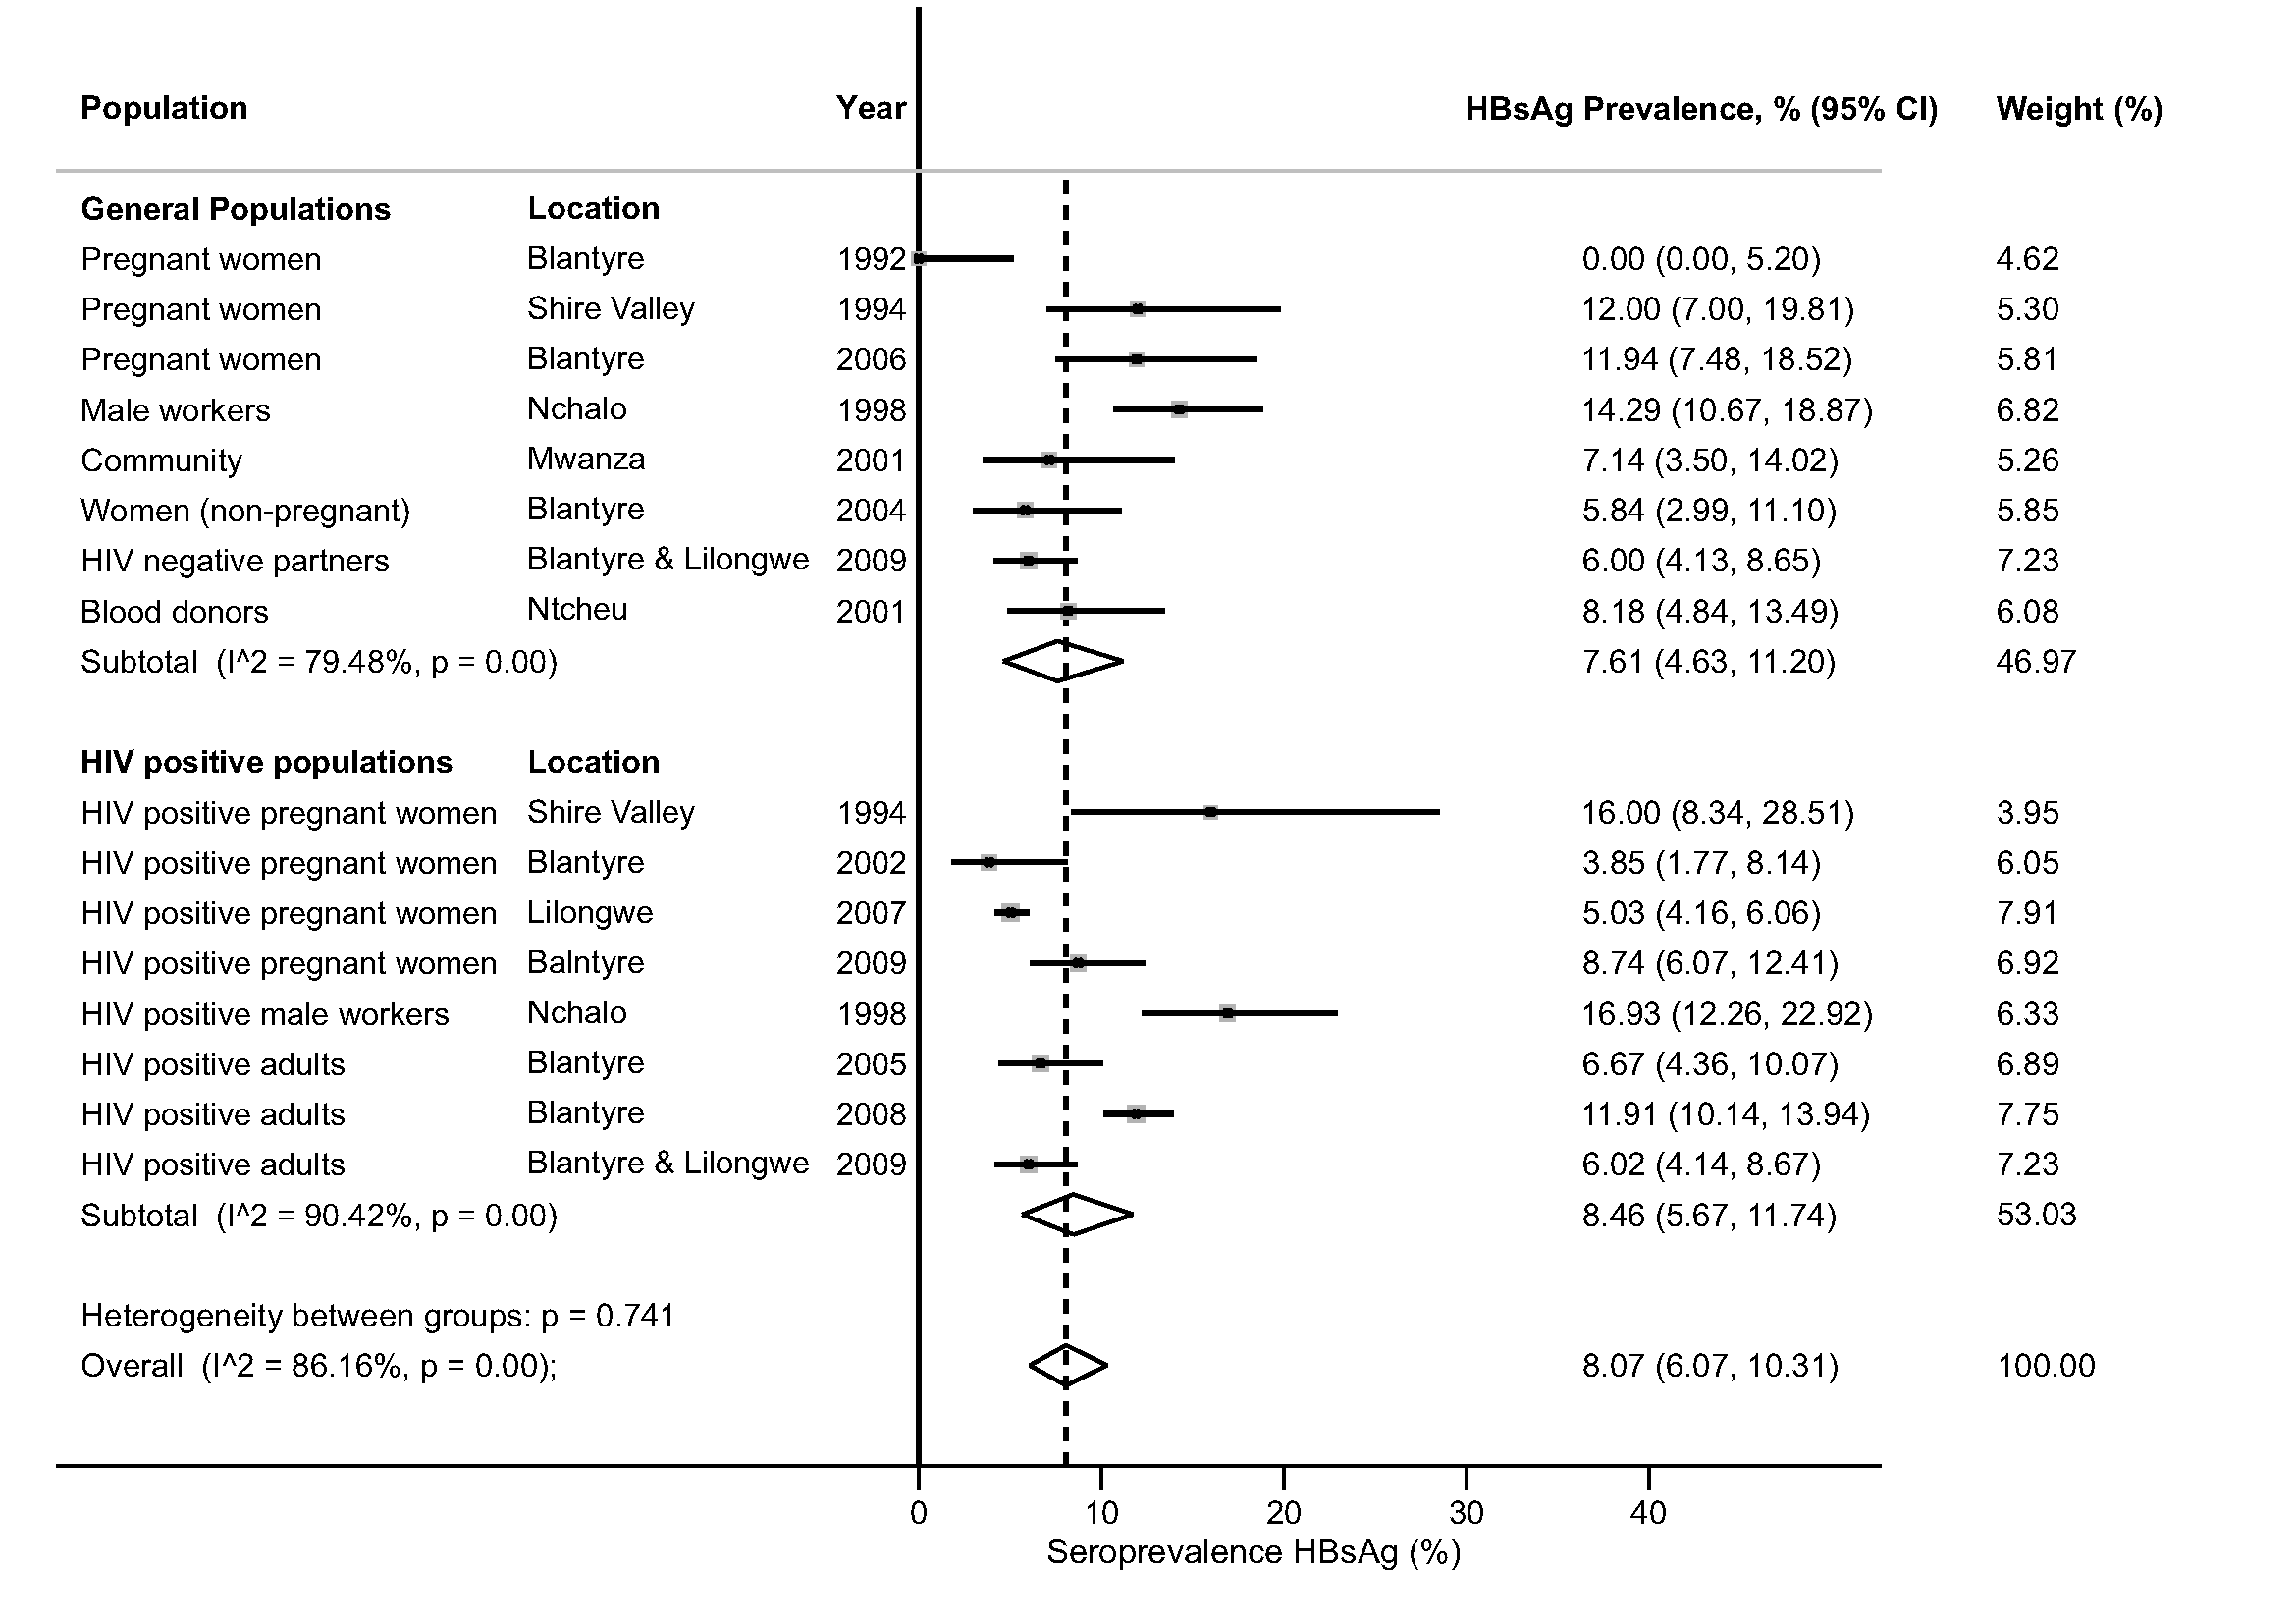 Population Year HBsAg Prevalence, % (95% CI) Weight (%)
General Populations Location
Pregnant women Blantyre 1992 0.00 (0.00, 5.20) 4.62
Pregnant women Shire Valley 1994 12.00 (7.00, 19.81) 5.30
Pregnant women Blantyre 2006 11.94 (7.48, 18.52) 5.81
Male workers Nchalo 1998 14.29 (10.67, 18.87) 6.82
Community Mwanza 2001 7.14 (3.50, 14.02) 5.26
Women (non-pregnant) Blantyre 2004 5.84 (2.99, 11.10) 5.85
HIV negative partners Blantyre & Lilongwe 2009 6.00 (4.13, 8.65) 7.23
Blood donors Ntcheu 2001 8.18 (4.84, 13.49) 6.08
Subtotal (I^2 = 79.48%, p = 0.00) 7.61 (4.63, 11.20) 46.97
HIV positive populations Location
HIV positive pregnant women Shire Valley 1994 16.00 (8.34, 28.51) 3.95
HIV positive pregnant women Blantyre 2002 3.85 (1.77, 8.14) 6.05
HIV positive pregnant women Lilongwe 2007 5.03 (4.16, 6.06) 7.91
HIV positive pregnant women Balntyre 2009 8.74 (6.07, 12.41) 6.92
HIV positive male workers Nchalo 1998 16.93 (12.26, 22.92) 6.33
HIV positive adults Blantyre 2005 6.67 (4.36, 10.07) 6.89
HIV positive adults Blantyre 2008 11.91 (10.14, 13.94) 7.75
HIV positive adults Blantyre & Lilongwe 2009 6.02 (4.14, 8.67) 7.23
Subtotal (I^2 = 90.42%, p = 0.00) 8.46 (5.67, 11.74) 53.03
Heterogeneity between groups: p = 0.741
Overall (I^2 = 86.16%, p = 0.00); 8.07 (6.07, 10.31) 100.00
0 10 20 30 40
Seroprevalence HBsAg (%)